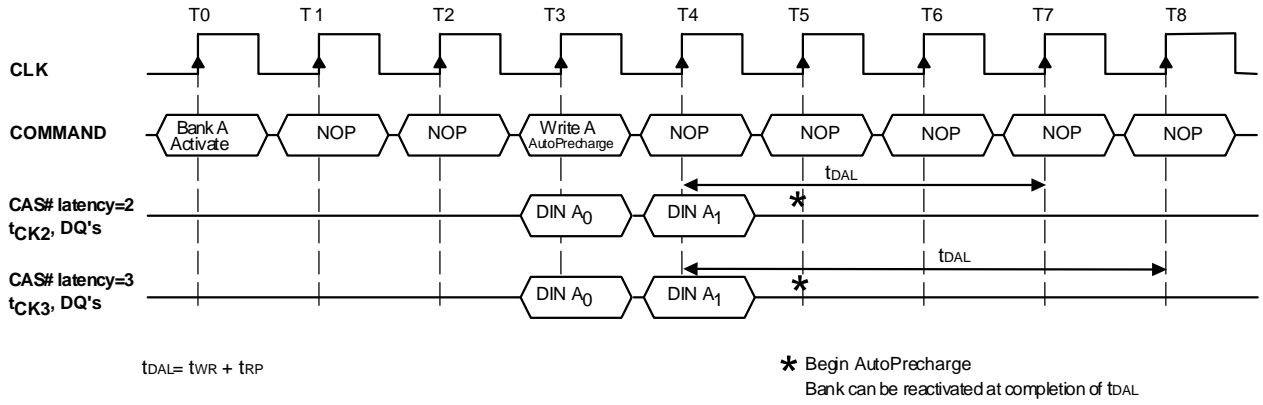 T0 T1 T2 T3 T4 T5 T6 T7 T8
CLK
COMMAND
Bank A
Activate
NOP
NOP
Write A
AutoPrecharge
NOP
NOP
NOP
NOP
NOP
tDAL
CAS# latency=2
tCK2, DQ's
DIN A0
DIN A1
*
tDAL
CAS# latency=3
tCK3, DQ's
DIN A0
DIN A1
*
tDAL= tWR + tRP
* Begin AutoPrecharge
Bank can be reactivated at completion of tDAL